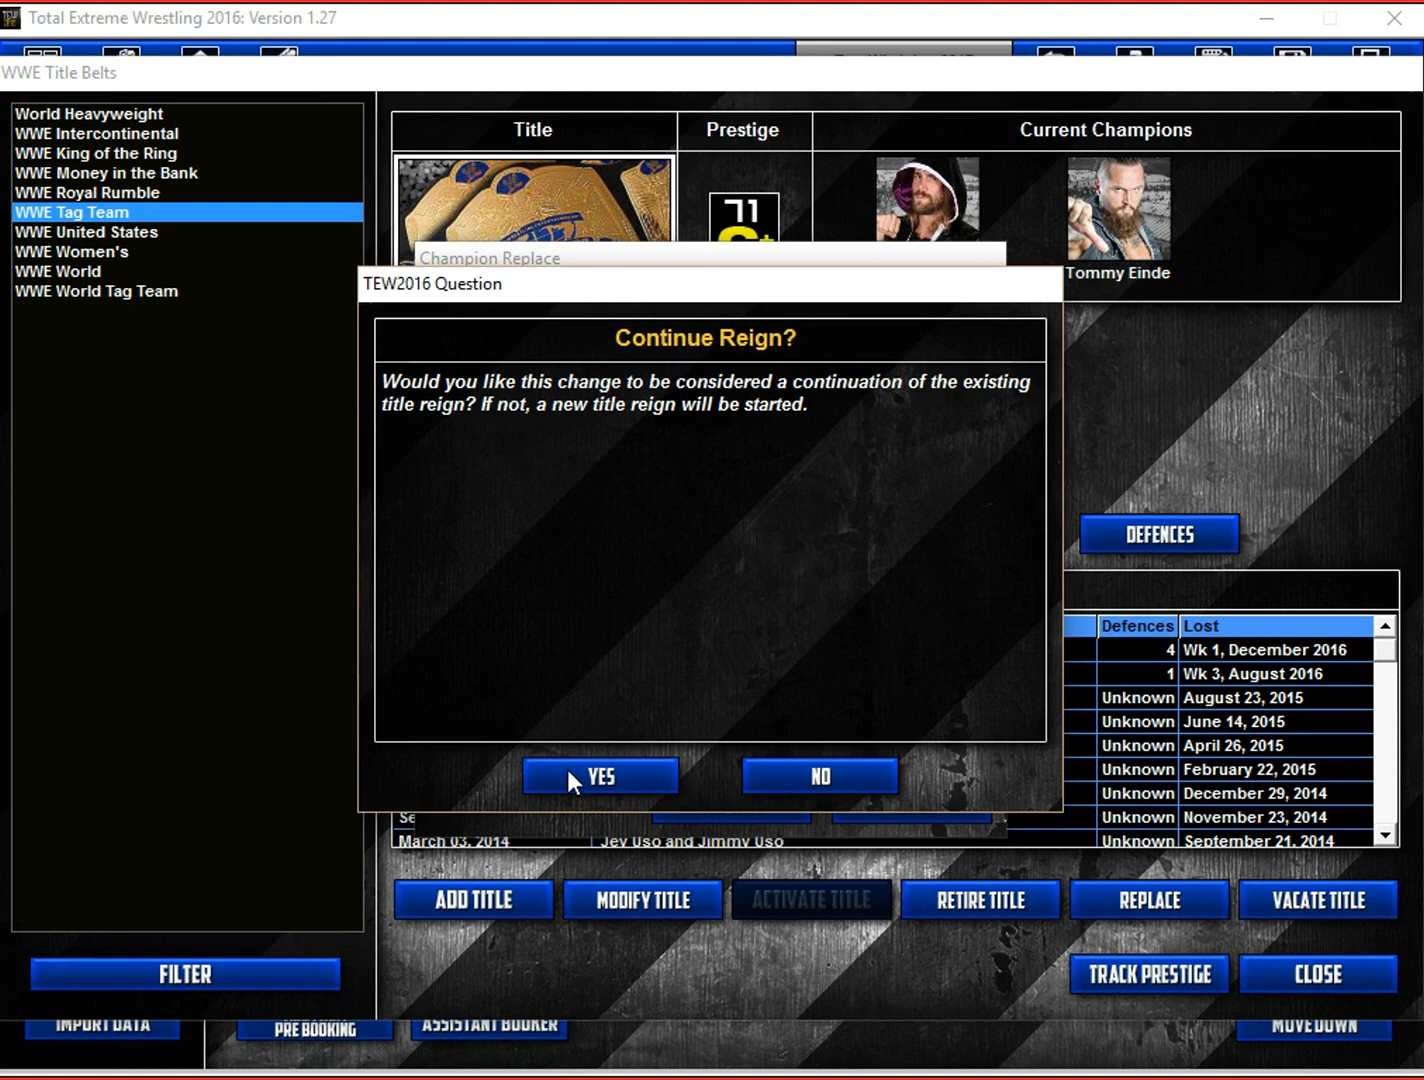 Total Extreme Wrestling 2016: Version 1.27
WWE Title Belts
World Heavyweight
WWE Intercontinental
WWE King of the Ring
WWE Money in the Bank
WWE Royal Rumble
WWE Tag Team
WWE United States
WWE Women's
WWE World
WWE World Tag Team
FILTER
Title
Prestige
Current Champions
71
Tommy Einde
Champion Replace
TEW2016 Question
Continue Reign?
Would you like this change to be considered a continuation of the existing
title reign? If not, a new title reign will be started.
YES
NO
DEFENCES
Defences Lost
4 Wk 1, December 2016
1 Wk 3, August 2016
Unknown August 23, 2015
Unknown June 14, 2015
Unknown April 26, 2015
Unknown February 22, 2015
Unknown December 29, 2014
Se Unknown November 23, 2014
March 03, 2014 Jey Uso and Jimmy Uso Unknown September 21, 2014
ADD TITLE
MODIFY TITLE
ACTIVATE TITLE
RETIRE TITLE
REPLACE
VACATE TITLE
TRACK PRESTIGE
CLOSE
IMPORT DATA
PRE BOOKING
ASSISTANT BOOKER
MOVE DOWN